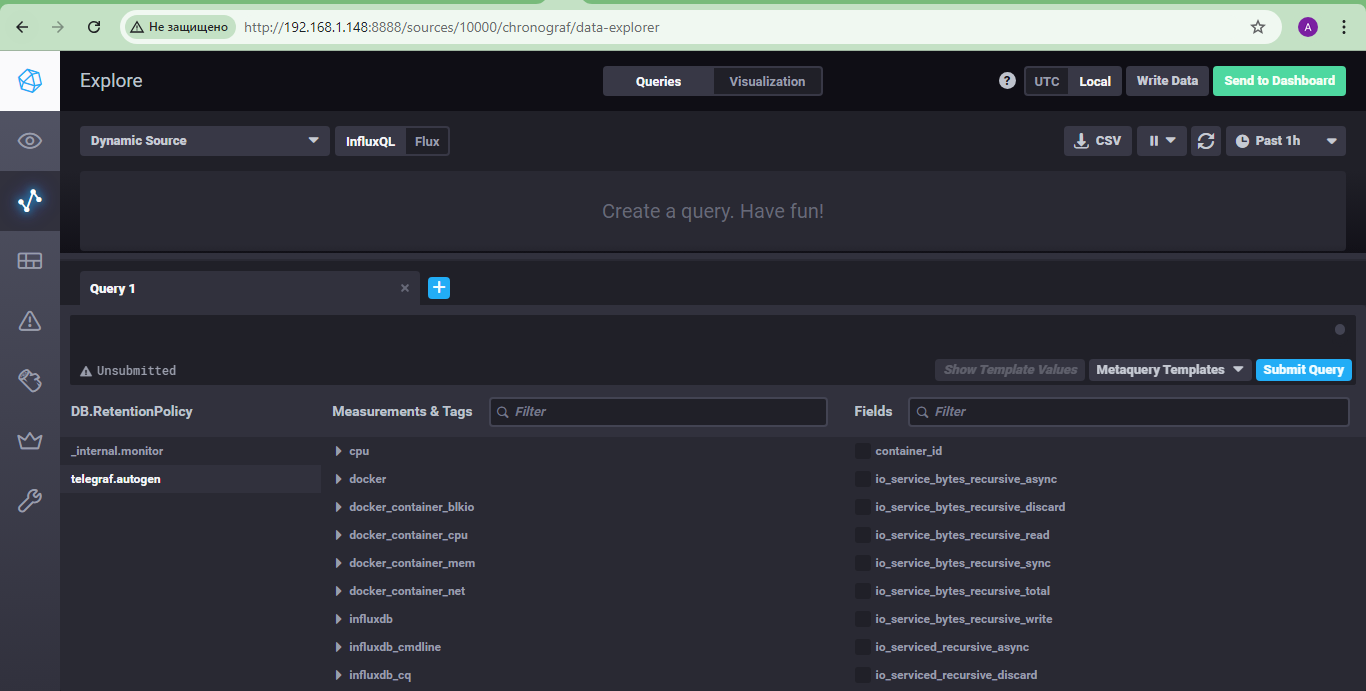 Не защищено http://192.168.1.148:8888/sources/10000/chronograf/data-explorer A
Explore Queries Visualization ? UTC Local Write Data Send to Dashboard
Dynamic Source InfluxQL Flux CSV Past 1h
Create a query. Have fun!
Query 1
Unsubmitted Show Template Values Metaquery Templates Submit Query
DB.RetentionPolicy Measurements & Tags Filter Fields Filter
_internal.monitor cpu container_id
telegraf.autogen docker io_service_bytes_recursive_async
docker_container_blkio io_service_bytes_recursive_discard
docker_container_cpu io_service_bytes_recursive_read
docker_container_mem io_service_bytes_recursive_sync
docker_container_net io_service_bytes_recursive_total
influxdb io_service_bytes_recursive_write
influxdb_cmdline io_serviced_recursive_async
influxdb_cq io_serviced_recursive_discard